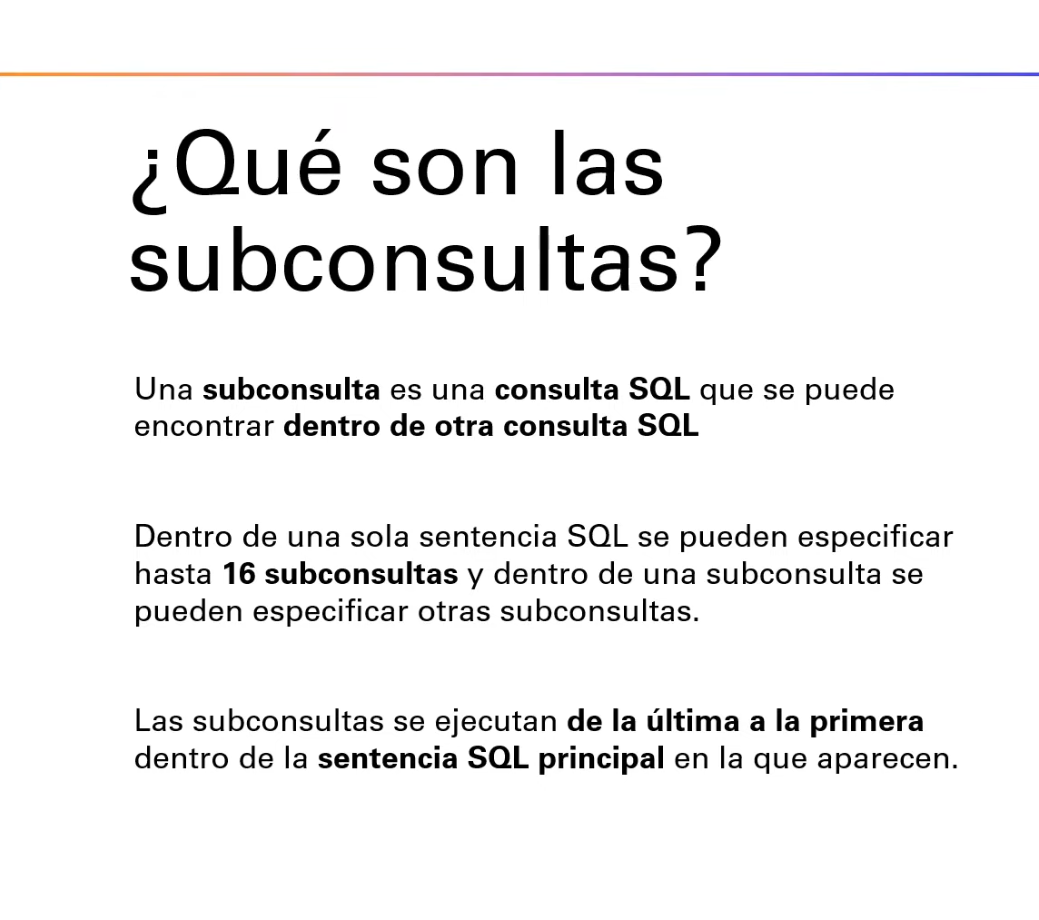 ¿Qué son las
subconsultas?
Una subconsulta es una consulta SQL que se puede
encontrar dentro de otra consulta SQL
Dentro de una sola sentencia SQL se pueden especificar
hasta 16 subconsultas y dentro de una subconsulta se
pueden especificar otras subconsultas.
Las subconsultas se ejecutan de la última a la primera
dentro de la sentencia SQL principal en la que aparecen.